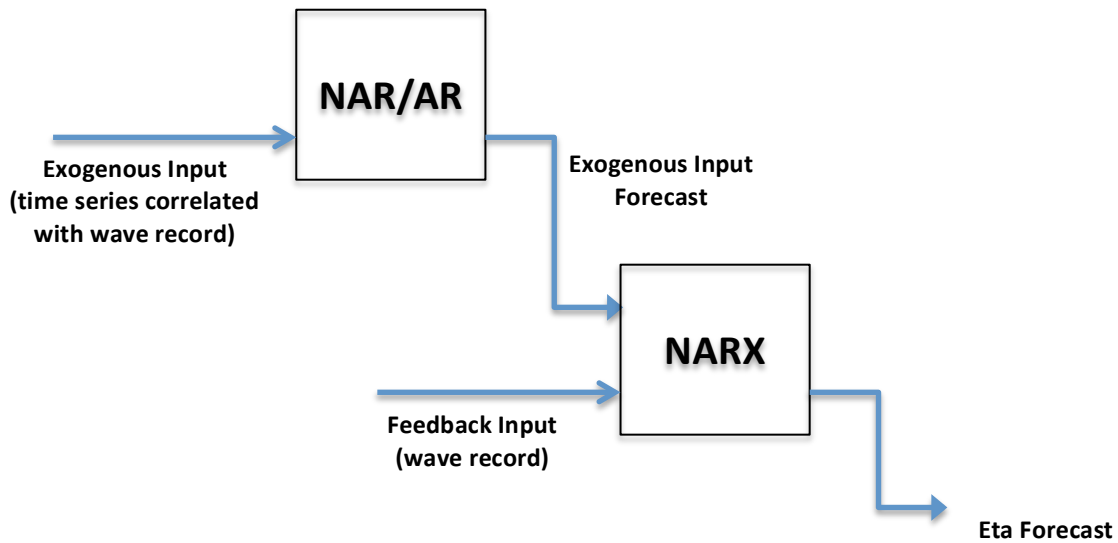 NAR/AR
Exogenous Input
(time series correlated
with wave record)
Exogenous Input
Forecast
NARX
Feedback Input
(wave record)
Eta Forecast